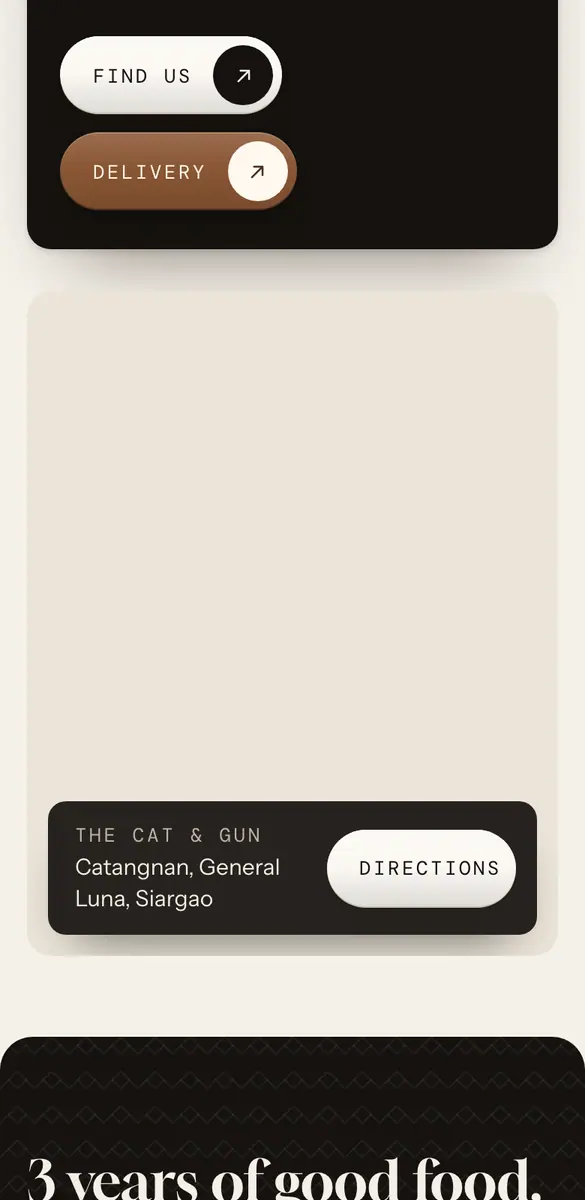 FIND US
DELIVERY
THE CAT & GUN
Catangnan, General
Luna, Siargao
DIRECTIONS
3 years of good food.